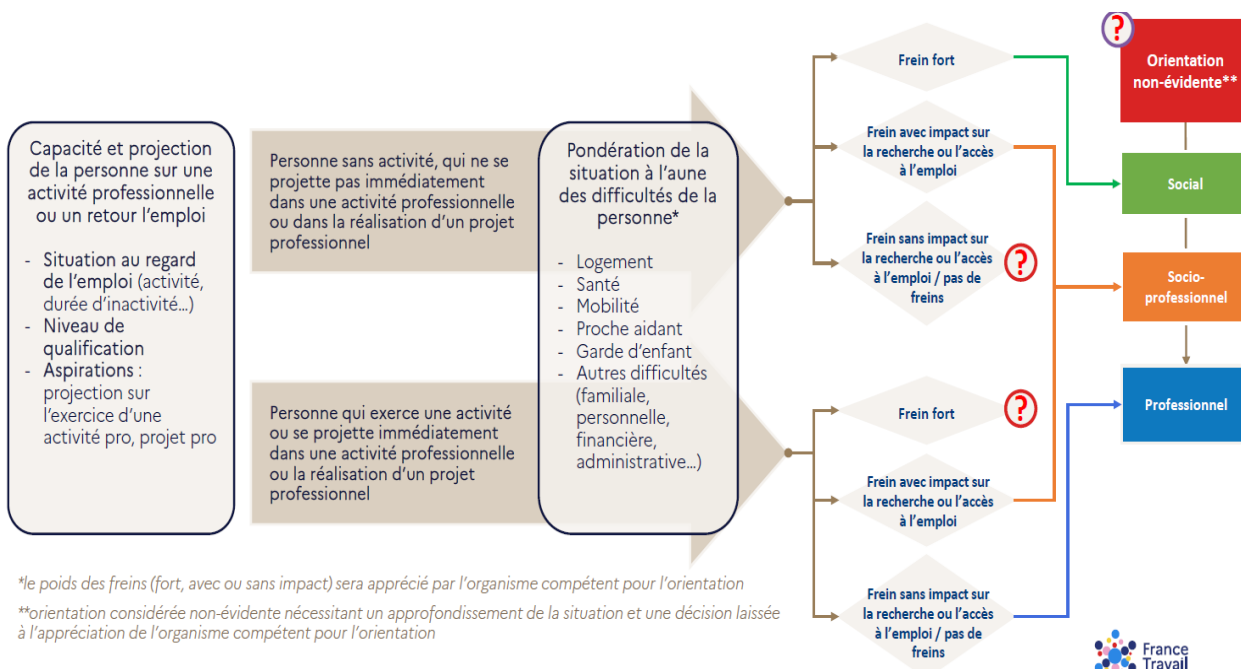 Capacité et projection
de la personne sur une
activité professionnelle
ou un retour l’emploi
- Situation au regard
de l’emploi (activité,
durée d’inactivité…)
- Niveau de
qualification
- Aspirations :
projection sur
l’exercice d’une
activité pro, projet pro
Personne sans activité, qui ne se
projette pas immédiatement
dans une activité professionnelle
ou dans la réalisation d’un projet
professionnel
Personne qui exerce une activité
ou se projette immédiatement
dans une activité professionnelle
ou la réalisation d’un projet
professionnel
Pondération de la
situation à l’aune
des difficultés de la
personne*
- Logement
- Santé
- Mobilité
- Proche aidant
- Garde d’enfant
- Autres difficultés
(familiale,
personnelle,
financière,
administrative…)
Frein fort
Frein avec impact sur
la recherche ou l’accès
à l’emploi
Frein sans impact sur
la recherche ou l’accès
à l’emploi / pas de
freins
?
Frein fort
?
Frein avec impact sur
la recherche ou l’accès
à l’emploi
Frein sans impact sur
la recherche ou l’accès
à l’emploi / pas de
freins
?
Orientation
non-évidente**
Social
Socio-
professionnel
Professionnel
*le poids des freins (fort, avec ou sans impact) sera apprécié par l’organisme compétent pour l’orientation
**orientation considérée non-évidente nécessitant un approfondissement de la situation et une décision laissée
à l’appréciation de l’organisme compétent pour l’orientation
France
Travail